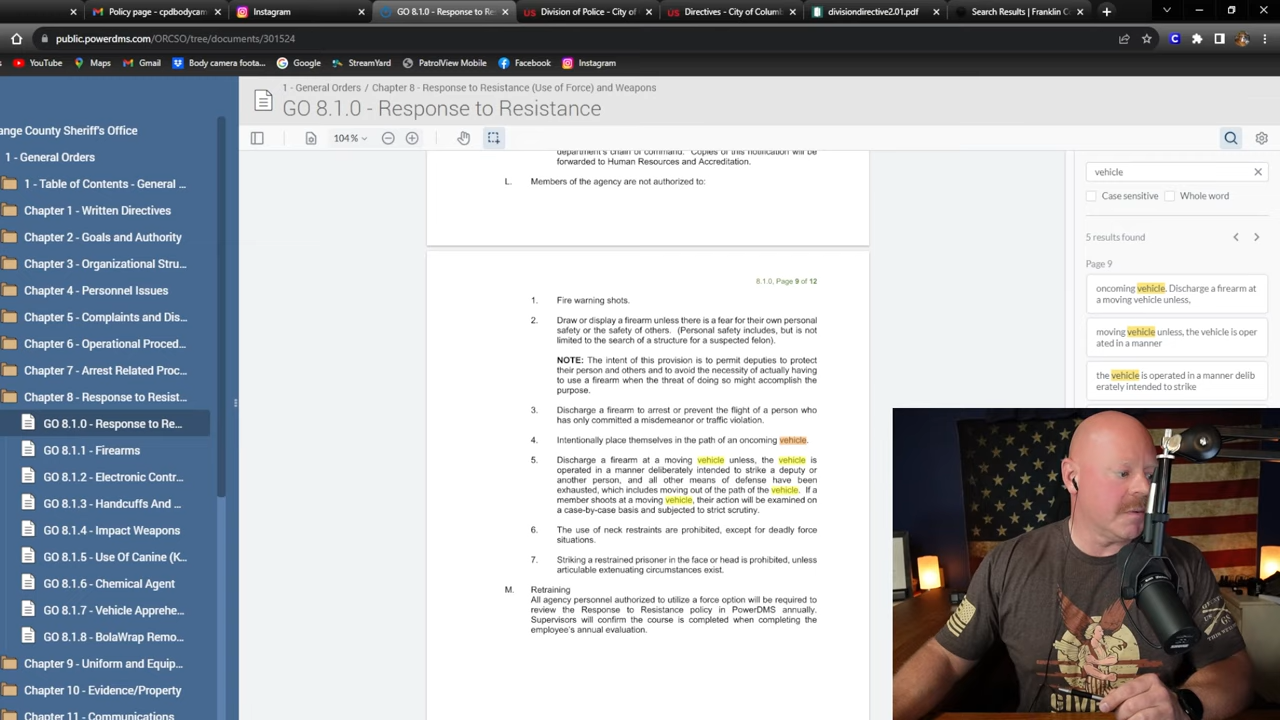 Policy page - cpdbodycam
Instagram
GO 8.1.0 - Response to Res
Division of Police - City of
Directives - City of Colum
divisiondirective2.01.pdf
Search Results | Franklin C
public.powerdms.com/ORCSO/tree/documents/301524
YouTube
Maps
Gmail
Body camera foota...
Google
StreamYard
PatrolView Mobile
Facebook
Instagram
ange County Sheriff's Office
1 - General Orders
1 - Table of Contents - General ...
Chapter 1 - Written Directives
Chapter 2 - Goals and Authority
Chapter 3 - Organizational Stru...
Chapter 4 - Personnel Issues
Chapter 5 - Complaints and Dis...
Chapter 6 - Operational Proced...
Chapter 7 - Arrest Related Proc...
Chapter 8 - Response to Resist...
GO 8.1.0 - Response to Re...
GO 8.1.1 - Firearms
GO 8.1.2 - Electronic Contr...
GO 8.1.3 - Handcuffs And ...
GO 8.1.4 - Impact Weapons
GO 8.1.5 - Use Of Canine (K...
GO 8.1.6 - Chemical Agent
GO 8.1.7 - Vehicle Apprehe...
GO 8.1.8 - BolaWrap Remo...
Chapter 9 - Uniform and Equip...
Chapter 10 - Evidence/Property
Chapter 11 - Communications
1 - General Orders / Chapter 8 - Response to Resistance (Use of Force) and Weapons
GO 8.1.0 - Response to Resistance
104%
department's chain of command. Copies of this notification will be
forwarded to Human Resources and Accreditation.
L. Members of the agency are not authorized to:
8.1.0, Page 9 of 12
1. Fire warning shots.
2. Draw or display a firearm unless there is a fear for their own personal
safety or the safety of others. (Personal safety includes, but is not
limited to the search of a structure for a suspected felon).
NOTE: The intent of this provision is to permit deputies to protect
their person and others and to avoid the necessity of actually having
to use a firearm when the threat of doing so might accomplish the
purpose.
3. Discharge a firearm to arrest or prevent the flight of a person who
has only committed a misdemeanor or traffic violation.
4. Intentionally place themselves in the path of an oncoming vehicle.
5. Discharge a firearm at a moving vehicle unless, the vehicle is
operated in a manner deliberately intended to strike a deputy or
another person, and all other means of defense have been
exhausted, which includes moving out of the path of the vehicle. If a
member shoots at a moving vehicle, their action will be examined on
a case-by-case basis and subjected to strict scrutiny.
6. The use of neck restraints are prohibited, except for deadly force
situations.
7. Striking a restrained prisoner in the face or head is prohibited, unless
articulable extenuating circumstances exist.
M. Retraining
All agency personnel authorized to utilize a force option will be required to
review the Response to Resistance policy in PowerDMS annually.
Supervisors will confirm the course is completed when completing the
employee's annual evaluation.
vehicle
Case sensitive
Whole word
5 results found
Page 9
oncoming vehicle. Discharge a firearm at
a moving vehicle unless,
moving vehicle unless, the vehicle is oper
ated in a manner
the vehicle is operated in a manner delib
erately intended to strike
GIV